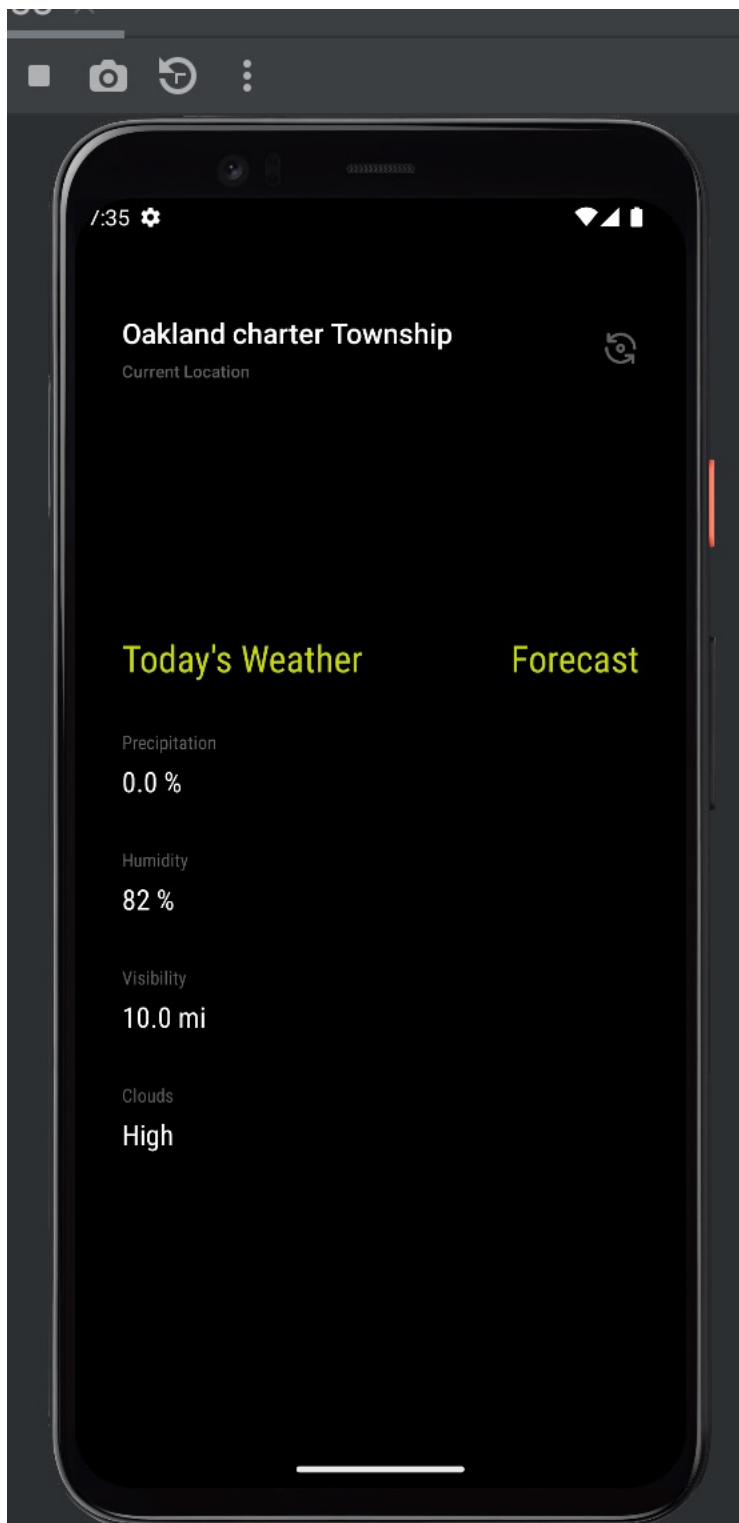 7:35
Oakland charter Township
Current Location
Today's Weather Forecast
Precipitation
0.0 %
Humidity
82 %
Visibility
10.0 mi
Clouds
High